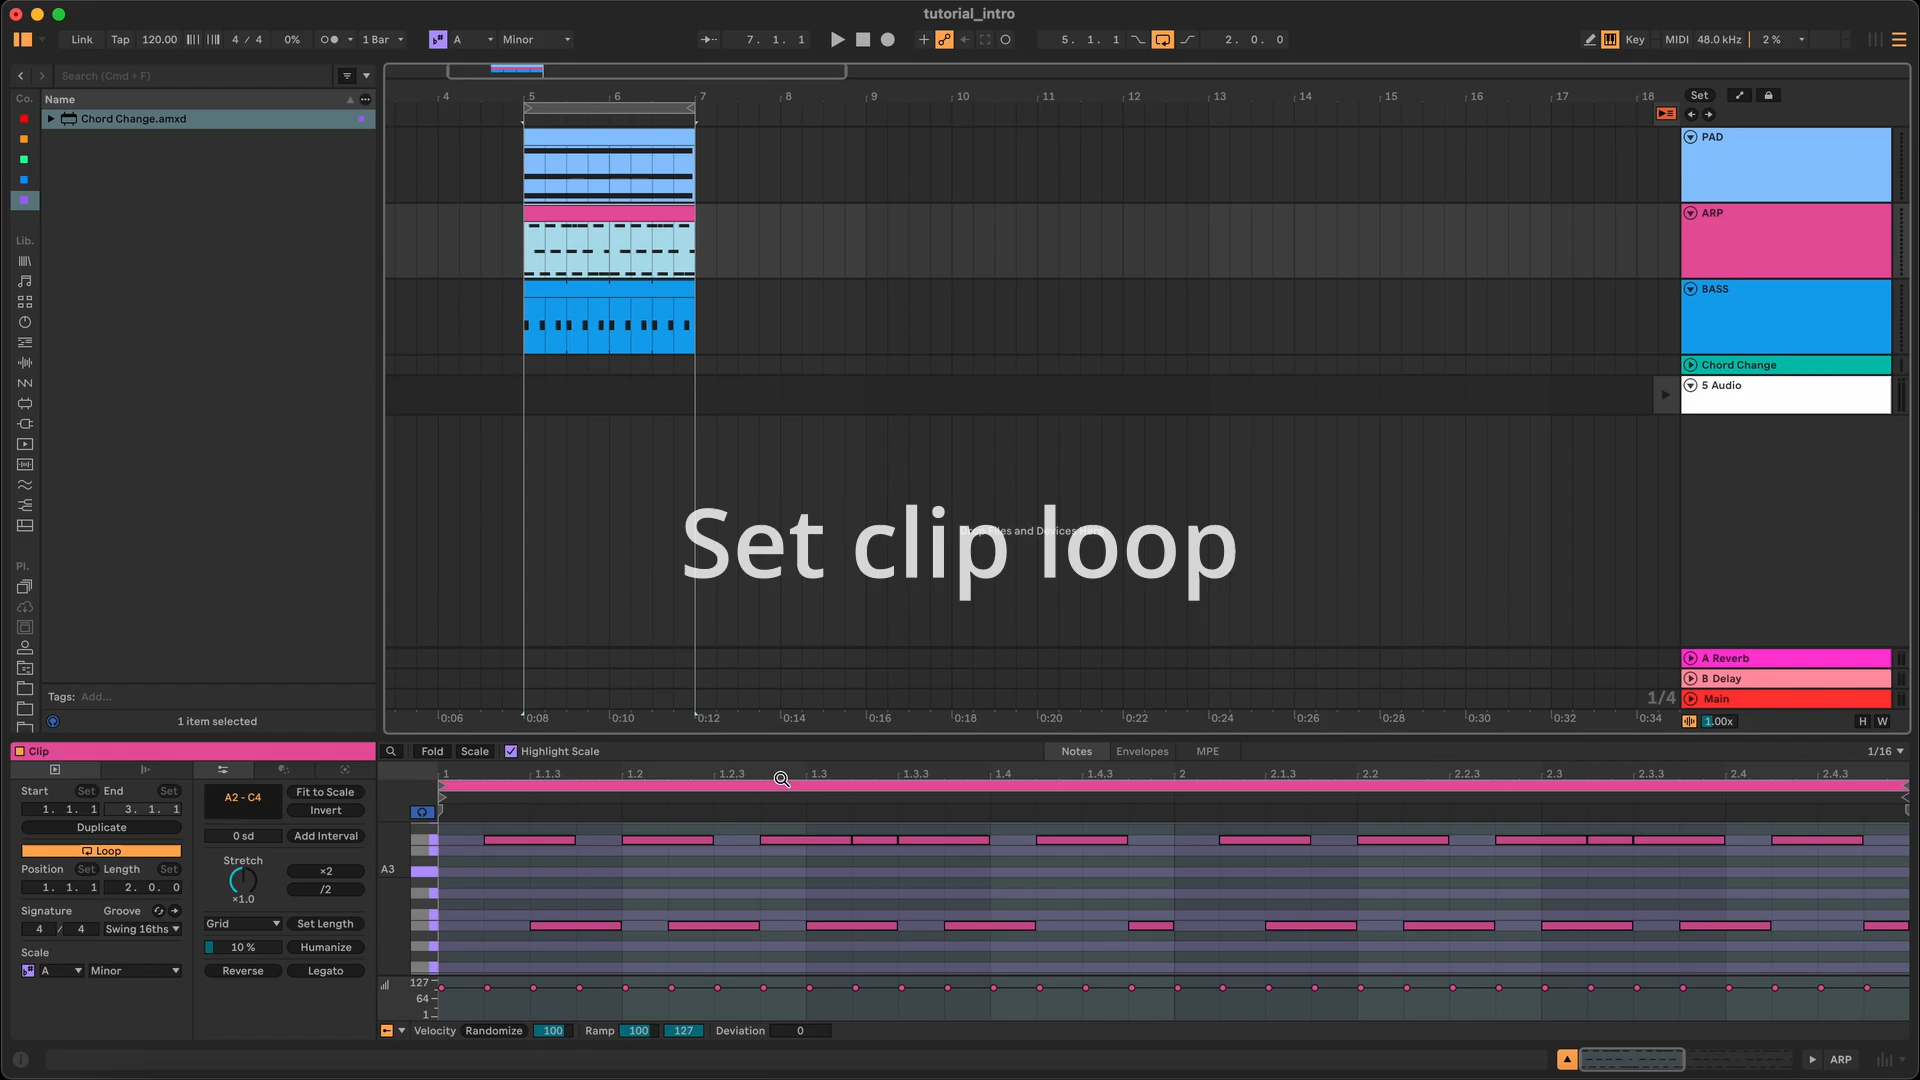 tutorial_intro
Link Tap 120.00 4 / 4 0% 1 Bar A Minor 7. 1. 1 5. 1. 1 2. 0. 0 Key MIDI 48.0 kHz 2 %
Search (Cmd + F)
Co. Name
Chord Change.amxd
Lib.
Pl.
Tags: Add...
1 item selected
4 5 6 7 8 9 10 11 12 13 14 15 16 17 18
Set
PAD
ARP
BASS
Chord Change
5 Audio
Set clip loop
A Reverb
B Delay
1/4 Main
0:06 0:08 0:10 0:12 0:14 0:16 0:18 0:20 0:22 0:24 0:26 0:28 0:30 0:32 0:34 1.00x H W
Clip
Start Set End Set
1. 1. 1 3. 1. 1
Duplicate
Loop
Position Set Length Set
1. 1. 1 2. 0. 0
Signature Groove
4 / 4 Swing 16ths
Scale
A Minor
A2 - C4 Fit to Scale
Invert
0 sd Add Interval
Stretch
×2
×1.0 /2
Grid Set Length
10 % Humanize
Reverse Legato
Fold Scale Highlight Scale Notes Envelopes MPE 1/16
1 1.1.3 1.2 1.2.3 1.3 1.3.3 1.4 1.4.3 2 2.1.3 2.2 2.2.3 2.3 2.3.3 2.4 2.4.3
A3
127
64
1
Velocity Randomize 100 Ramp 100 127 Deviation 0
ARP